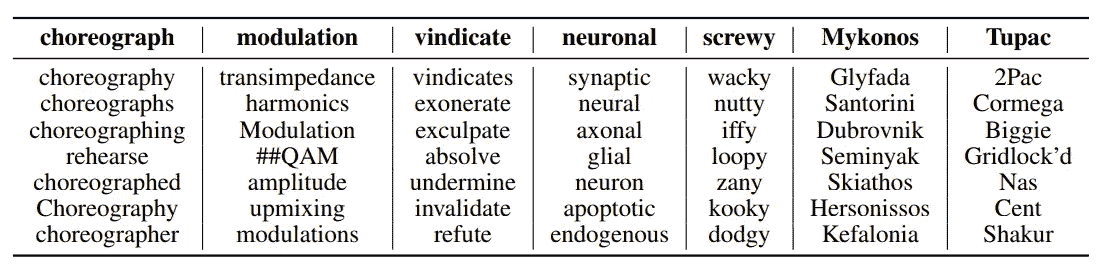 choreograph modulation vindicate neuronal screwy Mykonos Tupac
choreography transimpedance vindicates synaptic wacky Glyfada 2Pac
choreographs harmonics exonerate neural nutty Santorini Cormega
choreographing Modulation exculpate axonal iffy Dubrovnik Biggie
rehearse ##QAM absolve glial loopy Seminyak Gridlock'd
choreographed amplitude undermine neuron zany Skiathos Nas
Choreography upmixing invalidate apoptotic kooky Hersonissos Cent
choreographer modulations refute endogenous dodgy Kefalonia Shakur